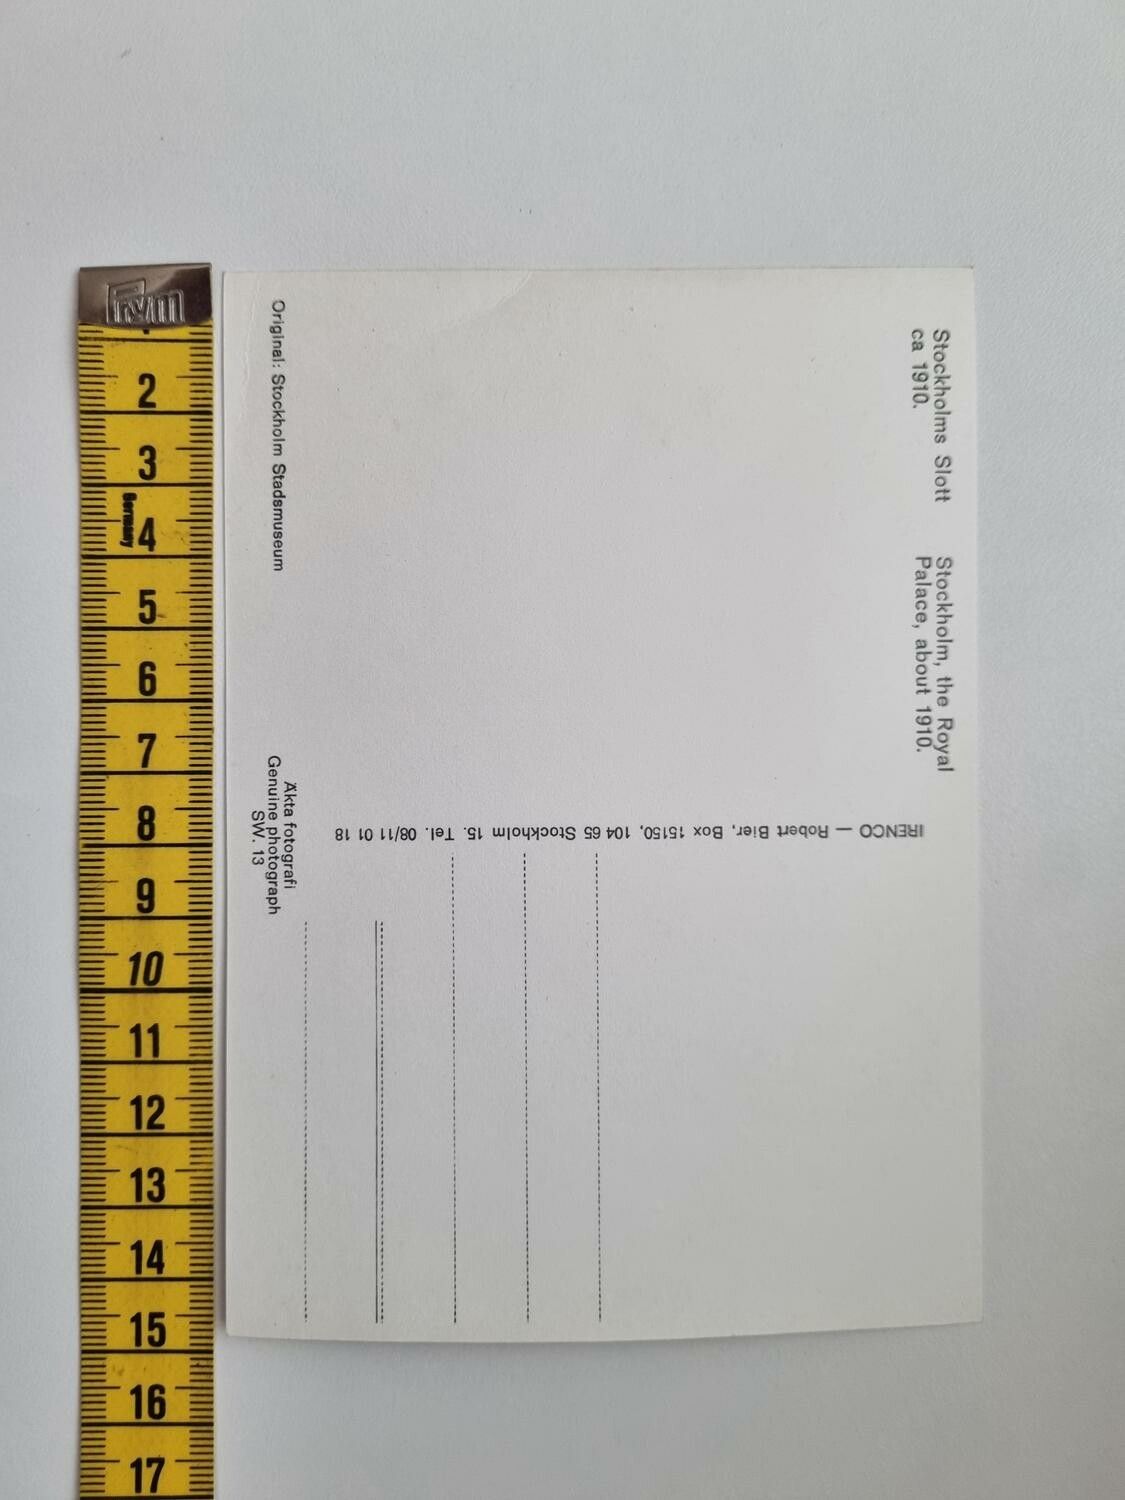 Stockholms Slott
ca 1910.
Stockholm, the Royal
Palace, about 1910.
IRENCO — Robert Bier, Box 15150, 104 65 Stockholm 15. Tel. 08/11 01 18
Original: Stockholm Stadsmuseum
Äkta fotografi
Genuine photograph
SW. 13
Prym
1
2
3
4
Germany
5
6
7
8
9
10
11
12
13
14
15
16
17